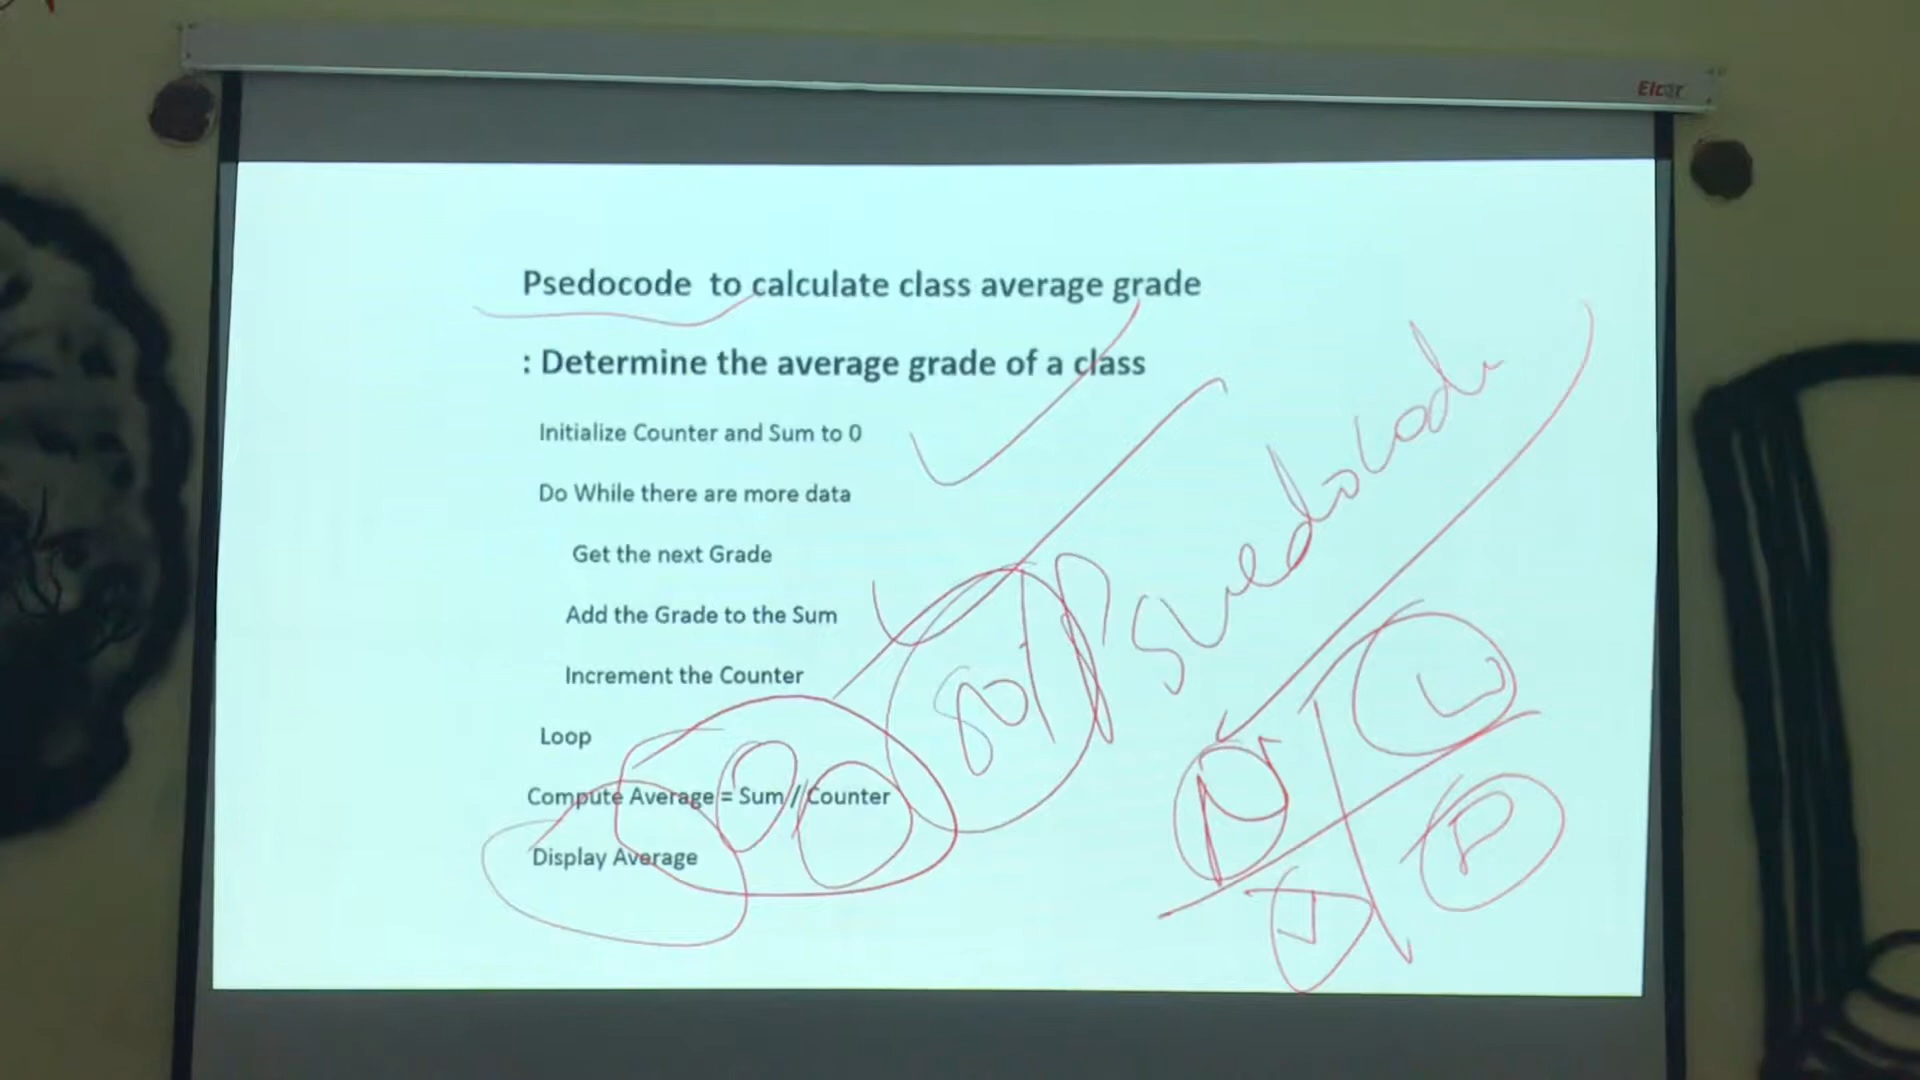 Elcor
Psedocode to calculate class average grade
: Determine the average grade of a class
Initialize Counter and Sum to 0
Do While there are more data
Get the next Grade
Add the Grade to the Sum
Increment the Counter
Loop
Compute Average = Sum / Counter
Display Average
Psuedocode